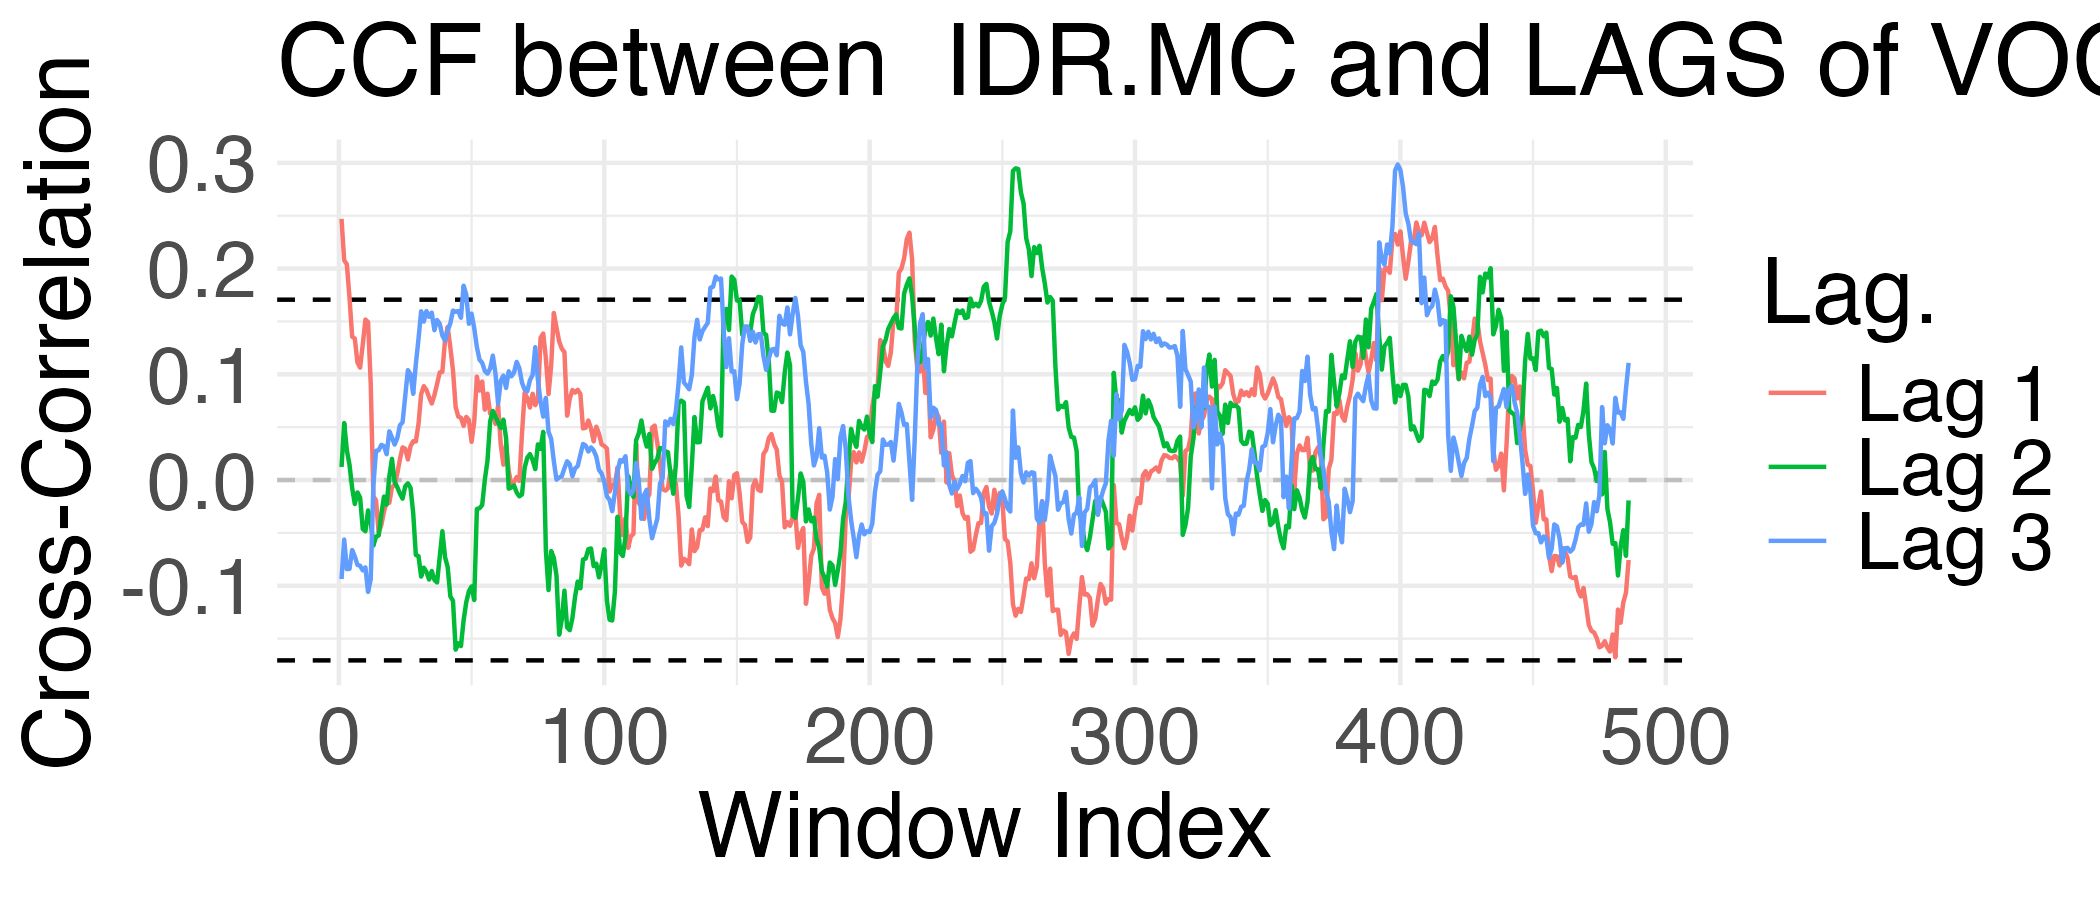 CCF between IDR.MC and LAGS of
Cross-Correlation
0.3
0.2
0.1
0.0
-0.1
0 100 200 300 400 500
Window Index
Lag.
Lag 1
Lag 2
Lag 3